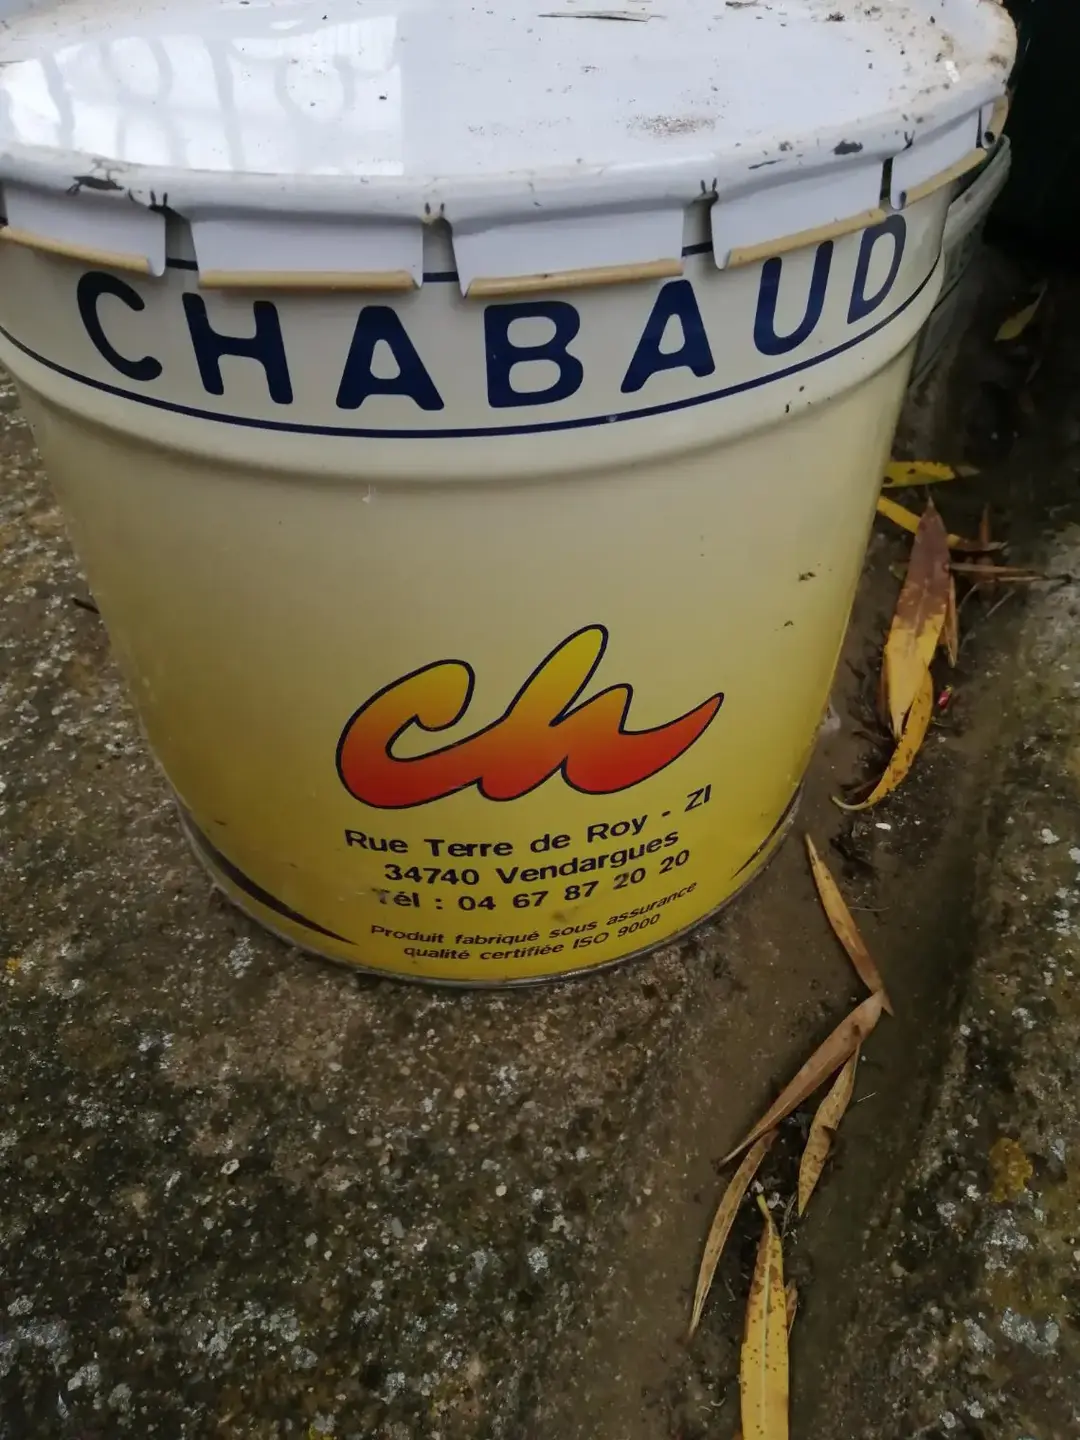 CHABAUD
Ch
Rue Terre de Roy - ZI
34740 Vendargues
Tél : 04 67 87 20 20
Produit fabriqué sous assurance
qualité certifiée ISO 9000